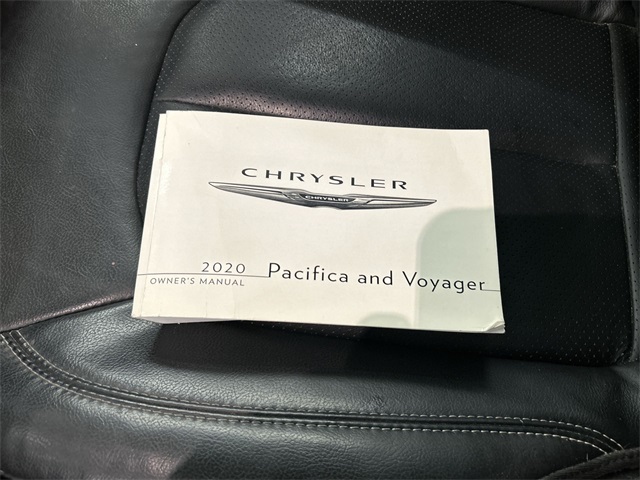 CHRYSLER
CHRYSLER
2020
OWNER'S MANUAL
Pacifica and Voyager